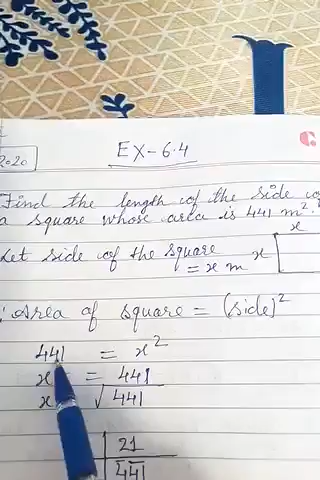 2020
EX-6.4
Find the length of the side of
a square whose area is 441 m².
x
Let side of the square
= x m
x
Area of square = (side)²
441 = x²
x = 441
x √441
21
441